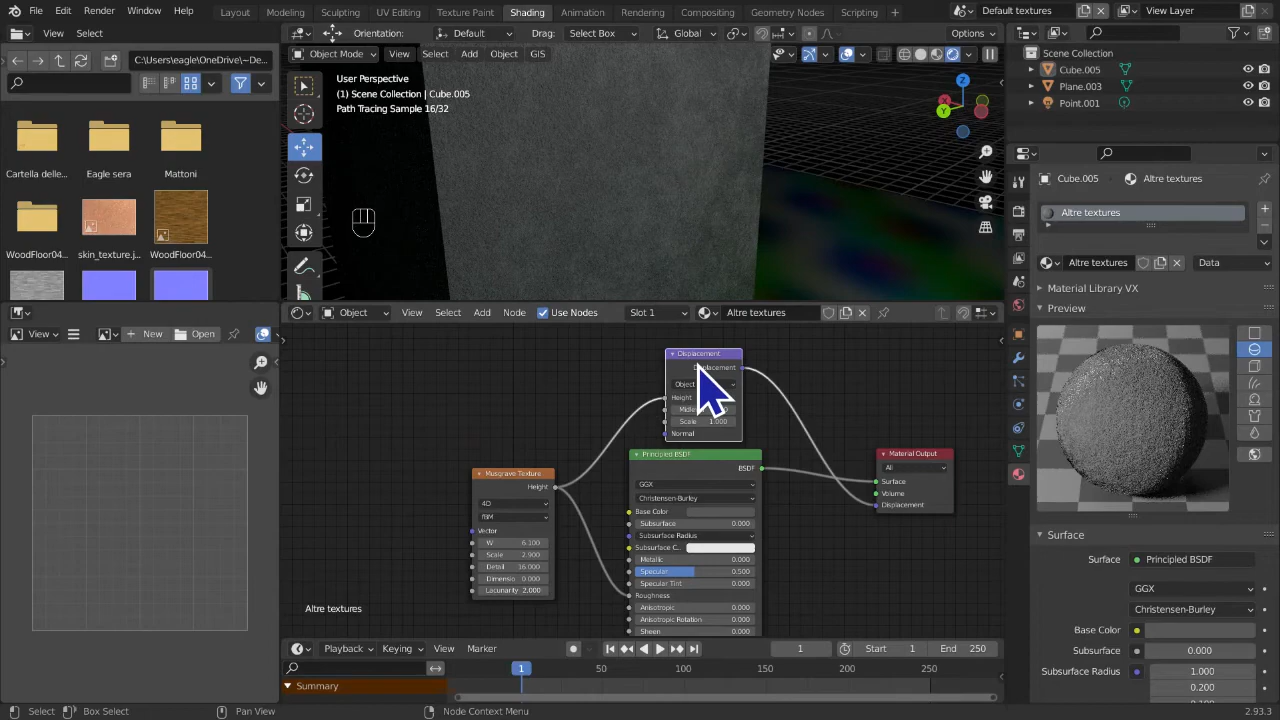 File Edit Render Window Help
Layout Modeling Sculpting UV Editing Texture Paint Shading Animation Rendering Compositing Geometry Nodes Scripting +
Default textures
View Layer
View Select
Orientation: Default Drag: Select Box Global Options
C:\Users\eagle\OneDrive\~De...
Object Mode View Select Add Object GIS
User Perspective
(1) Scene Collection | Cube.005
Path Tracing Sample 16/32
Z
X
Y
Cartella delle...
Eagle sera
Mattoni
WoodFloor04...
skin_texture.j...
WoodFloor04...
View New Open
Object View Select Add Node Use Nodes Slot 1 Altre textures
Displacement
Displacement
Object
Height
Scale 1.000
Normal
Musgrave Texture
Height
4D
fBM
Vector
W 6.100
Scale 2.900
Detail 16.000
Dimensio 0.000
Lacunarity 2.000
Principled BSDF
BSDF
GGX
Christensen-Burley
Base Color
Subsurface 0.000
Subsurface Radius
Subsurface C..
Metallic 0.000
Specular 0.500
Specular Tint 0.000
Roughness
Anisotropic 0.000
Anisotropic Rotation 0.000
Sheen 0.000
Material Output
All
Surface
Volume
Displacement
Altre textures
Playback Keying View Marker 1 Start 1 End 250
1 50 100 150 200 250
Summary
Select Box Select Pan View Node Context Menu 2.93.3
Scene Collection
Cube.005
Plane.003
Point.001
Cube.005 Altre textures
Altre textures
Altre textures Data
Material Library VX
Preview
Surface
Surface Principled BSDF
GGX
Christensen-Burley
Base Color
Subsurface 0.000
Subsurface Radius 1.000
0.200